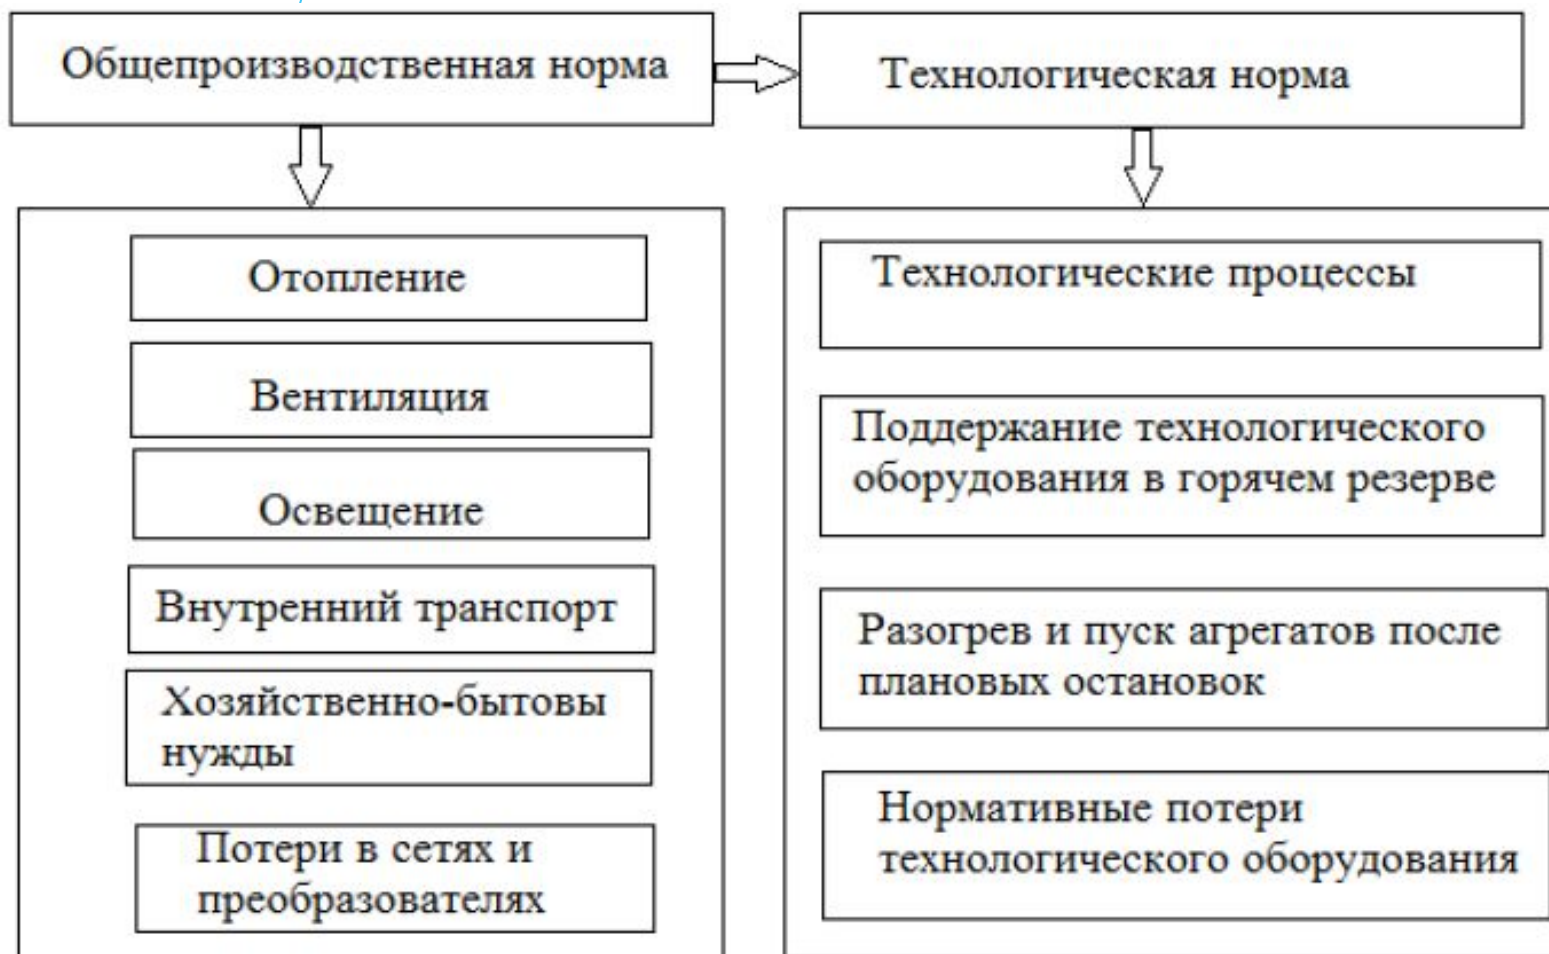 Общепроизводственная норма
Технологическая норма
Отопление
Вентиляция
Освещение
Внутренний транспорт
Хозяйственно-бытовы
нужды
Потери в сетях и
преобразователях
Технологические процессы
Поддержание технологического
оборудования в горячем резерве
Разогрев и пуск агрегатов после
плановых остановок
Нормативные потери
технологического оборудования